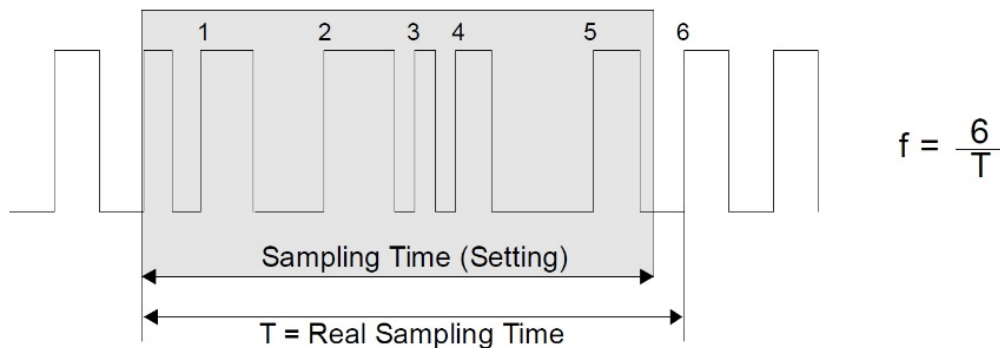 1 2 3 4 5 6
f = 6/T
Sampling Time (Setting)
T = Real Sampling Time